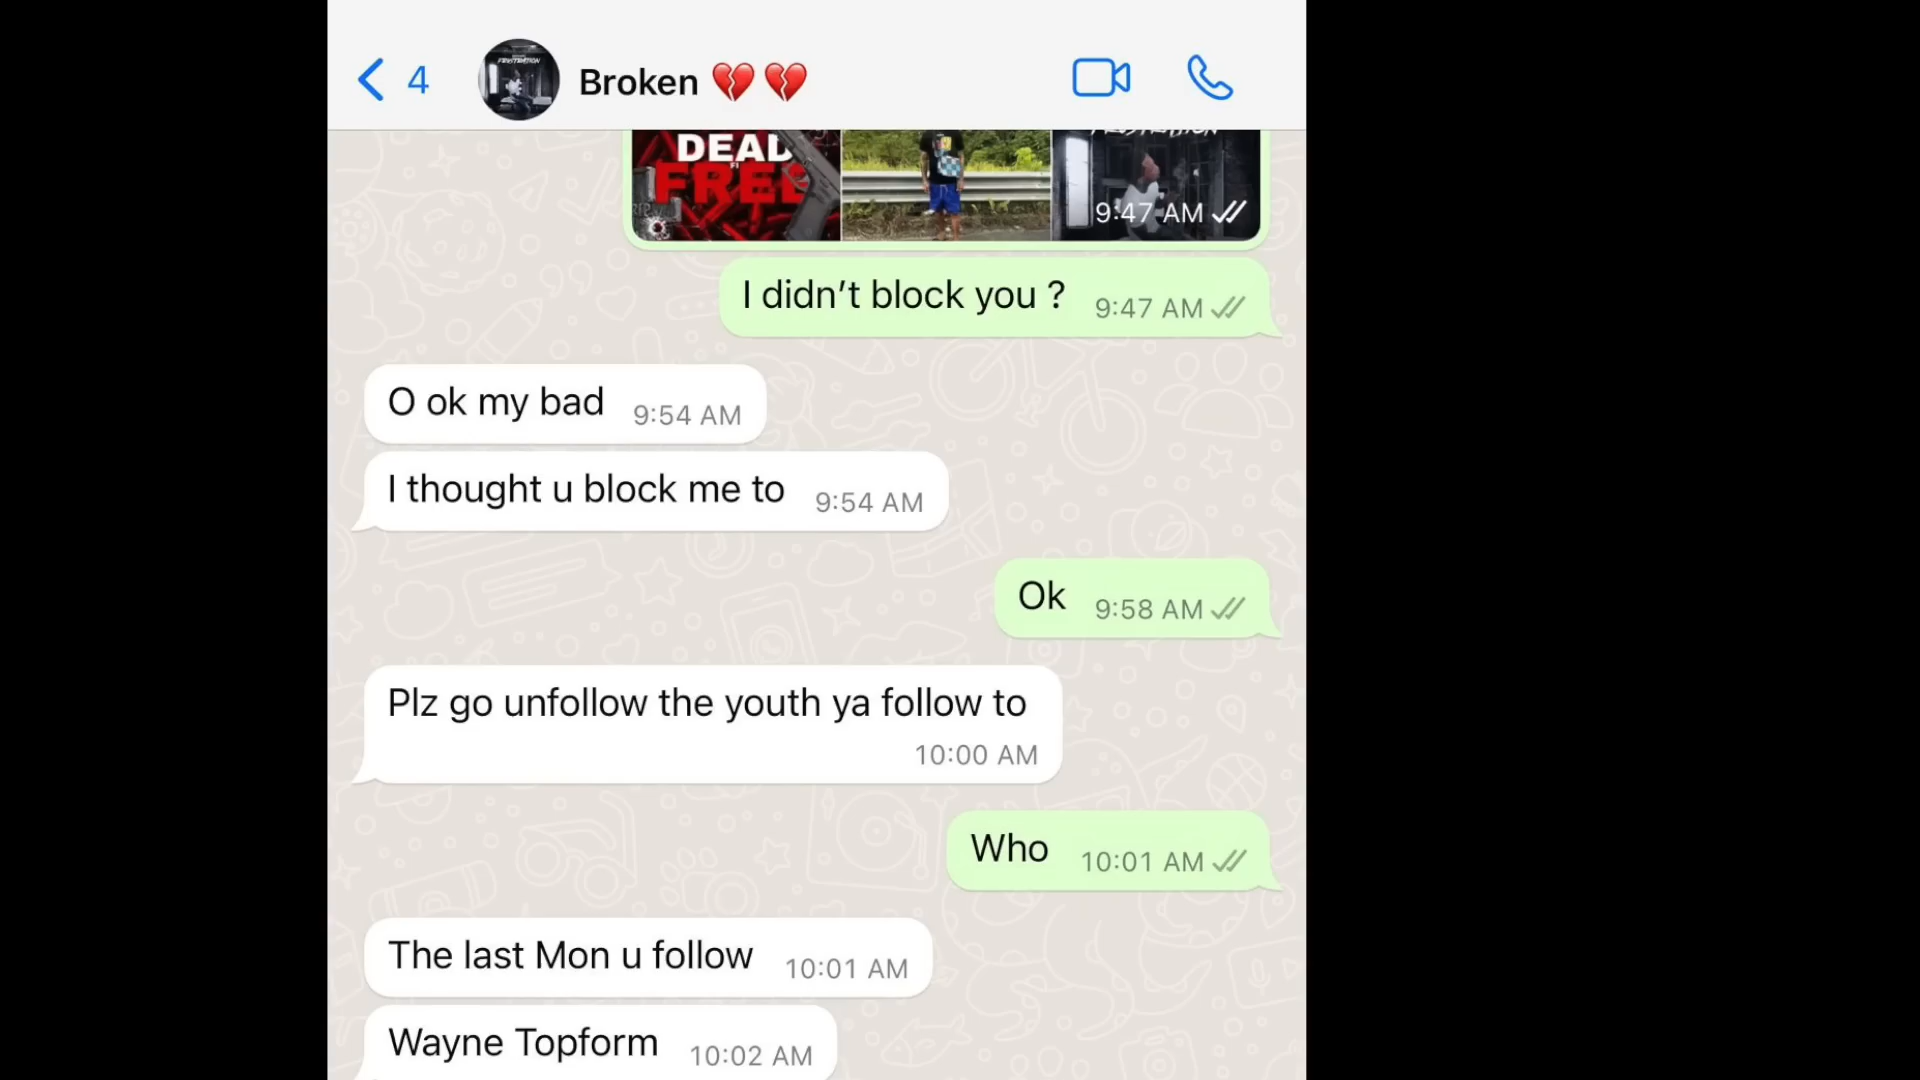 4
FRUSTRATION
Broken 💔💔
DEAD
FI
FREE
9:47 AM
I didn't block you ? 9:47 AM
O ok my bad 9:54 AM
I thought u block me to 9:54 AM
Ok 9:58 AM
Plz go unfollow the youth ya follow to
10:00 AM
Who 10:01 AM
The last Mon u follow 10:01 AM
Wayne Topform 10:02 AM